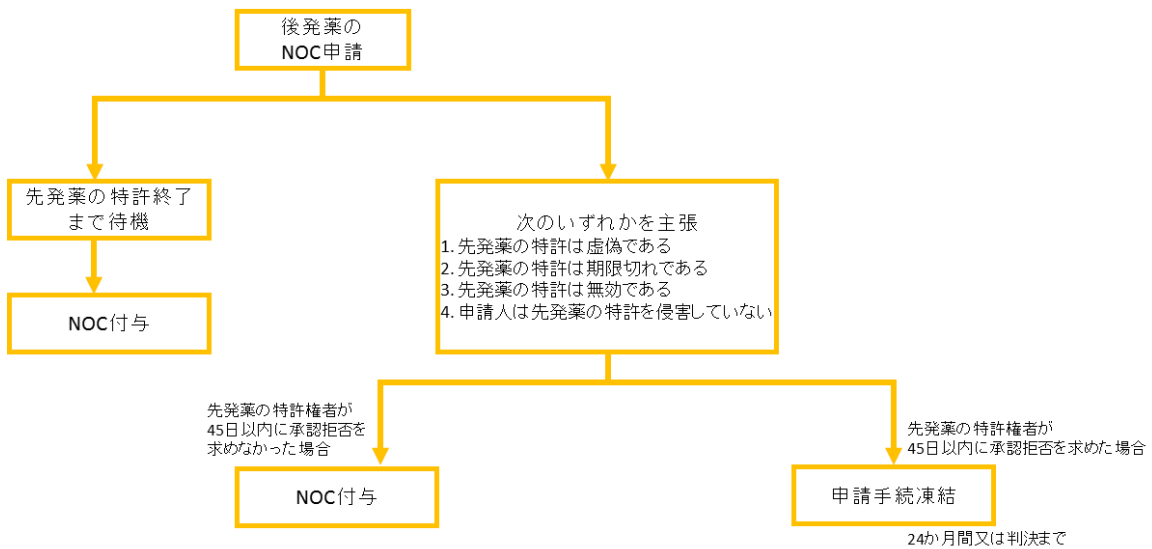 後発薬の
NOC申請
先発薬の特許終了
まで待機
NOC付与
次のいずれかを主張
1. 先発薬の特許は虚偽である
2. 先発薬の特許は期限切れである
3. 先発薬の特許は無効である
4. 申請人は先発薬の特許を侵害していない
先発薬の特許権者が
45日以内に承認拒否を
求めなかった場合
NOC付与
先発薬の特許権者が
45日以内に承認拒否を求めた場合
申請手続凍結
24か月間又は判決まで